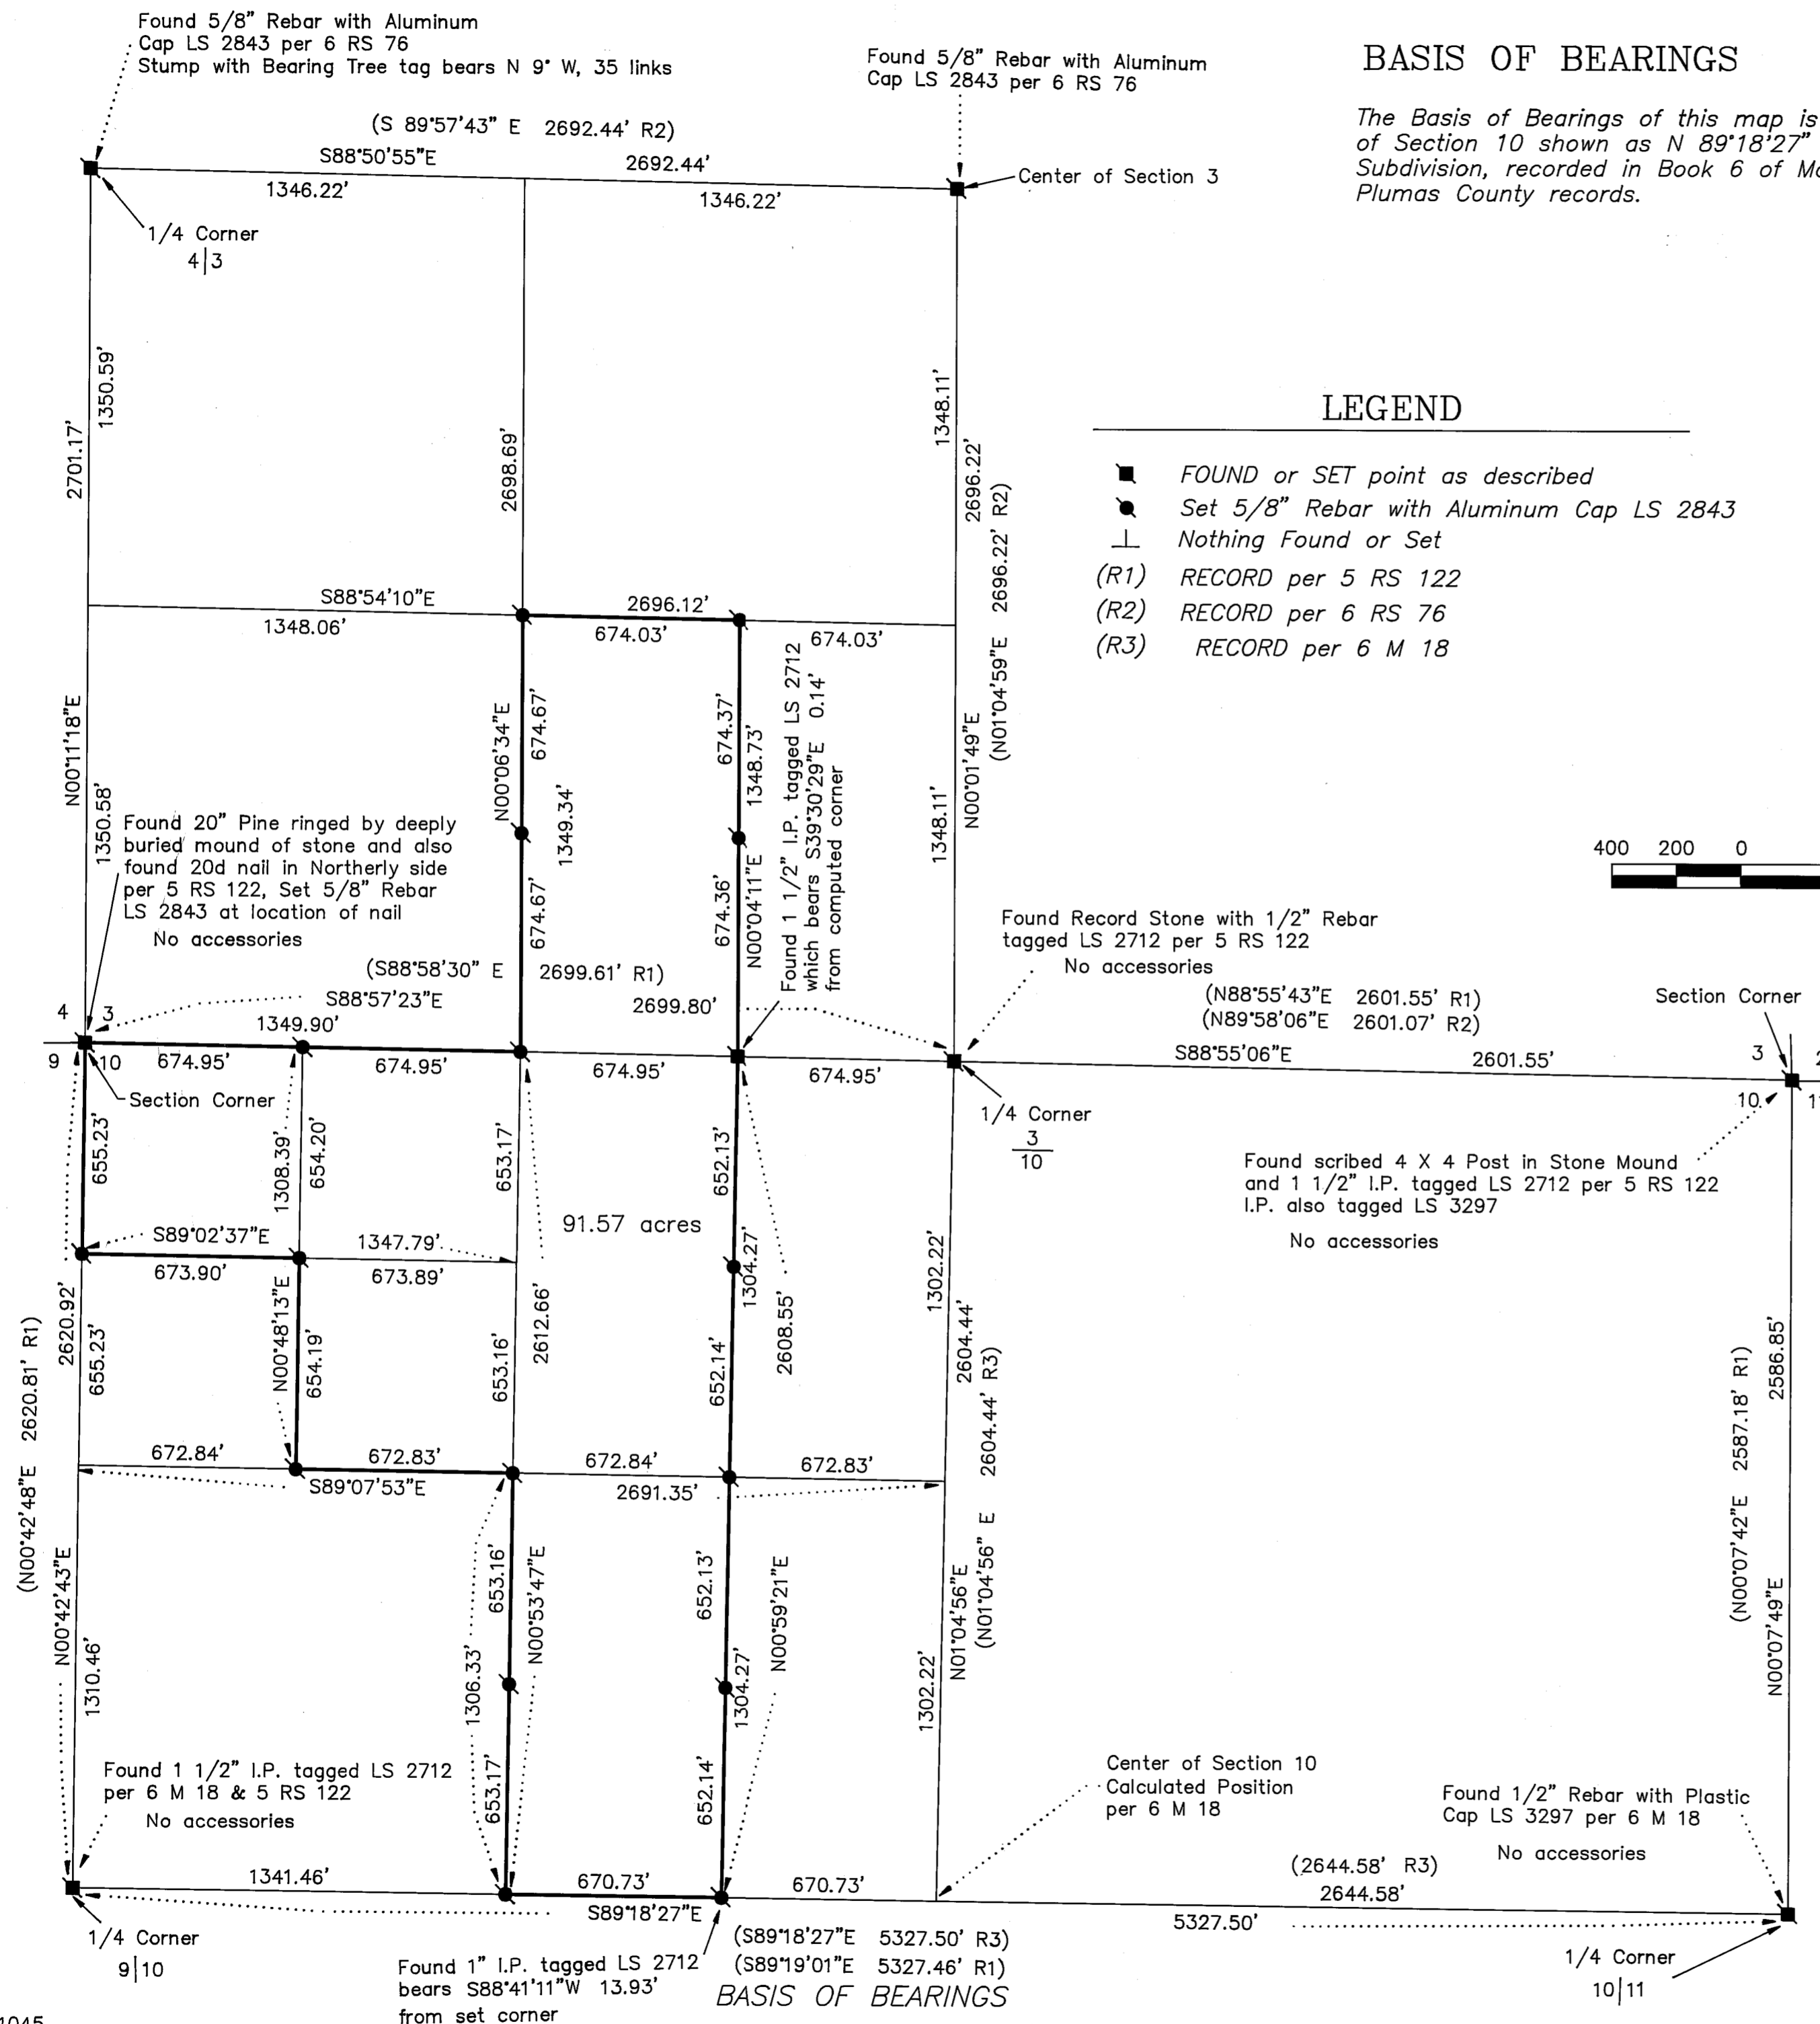 Found 5/8" Rebar with Aluminum
Cap LS 2843 per 6 RS 76
Stump with Bearing Tree tag bears N 9° W, 35 links
Found 5/8" Rebar with Aluminum
Cap LS 2843 per 6 RS 76
BASIS OF BEARINGS
The Basis of Bearings of this map is
of Section 10 shown as N 89°18'27"
Subdivision, recorded in Book 6 of
Plumas County records.
(S 89°57'43" E 2692.44' R2)
S88°50'55"E
2692.44'
1346.22'
1346.22'
Center of Section 3
1/4 Corner
4|3
1350.59'
2701.17'
2698.69'
1348.11'
2696.22'
(N01°04'59"E 2696.22' R2)
LEGEND
FOUND or SET point as described
Set 5/8" Rebar with Aluminum Cap LS 2843
Nothing Found or Set
(R1) RECORD per 5 RS 122
(R2) RECORD per 6 RS 76
(R3) RECORD per 6 M 18
S88°54'10"E
2696.12'
1348.06'
674.03'
674.03'
N00°11'18"E
1350.58'
N00°06'34"E
674.67'
1349.34'
674.67'
674.37'
1348.73'
674.36'
N00°04'11"E
Found 1 1/2" I.P. tagged LS 2712
which bears S39°30'29"E 0.14'
from computed corner
1348.11'
N00°01'49"E
Found 20" Pine ringed by deeply
buried mound of stone and also
found 20d nail in Northerly side
per 5 RS 122, Set 5/8" Rebar
LS 2843 at location of nail
No accessories
400 200 0
Found Record Stone with 1/2" Rebar
tagged LS 2712 per 5 RS 122
No accessories
(S88°58'30" E 2699.61' R1)
S88°57'23"E
2699.80'
(N88°55'43"E 2601.55' R1)
(N89°58'06"E 2601.07' R2)
Section Corner
4 3
1349.90'
9 10
674.95'
674.95'
674.95'
674.95'
S88°55'06"E
2601.55'
3
10
Section Corner
1/4 Corner
3
10
Found scribed 4 X 4 Post in Stone Mound
and 1 1/2" I.P. tagged LS 2712 per 5 RS 122
I.P. also tagged LS 3297
No accessories
655.23'
1308.39'
654.20'
653.17'
652.13'
91.57 acres
S89°02'37"E
1347.79'
673.90'
673.89'
1304.27'
2608.55'
1302.22'
2604.44'
(N01°04'56" E 2604.44' R3)
2620.92'
(N00°42'48"E 2620.81' R1)
655.23'
N00°48'13"E
654.19'
653.16'
2612.66'
652.14'
2586.85'
(N00°07'42"E 2587.18' R1)
672.84'
672.83'
672.84'
672.83'
S89°07'53"E
2691.35'
N00°42'43"E
1310.46'
653.16'
N00°53'47"E
1306.33'
653.17'
652.13'
N00°59'21"E
1304.27'
652.14'
N01°04'56"E
1302.22'
N00°07'49"E
Found 1 1/2" I.P. tagged LS 2712
per 6 M 18 & 5 RS 122
No accessories
Center of Section 10
Calculated Position
per 6 M 18
Found 1/2" Rebar with Plastic
Cap LS 3297 per 6 M 18
No accessories
1341.46'
670.73'
670.73'
(2644.58' R3)
2644.58'
S89°18'27"E
5327.50'
(S89°18'27"E 5327.50' R3)
(S89°19'01"E 5327.46' R1)
BASIS OF BEARINGS
1/4 Corner
9|10
Found 1" I.P. tagged LS 2712
bears S88°41'11"W 13.93'
from set corner
1/4 Corner
10|11